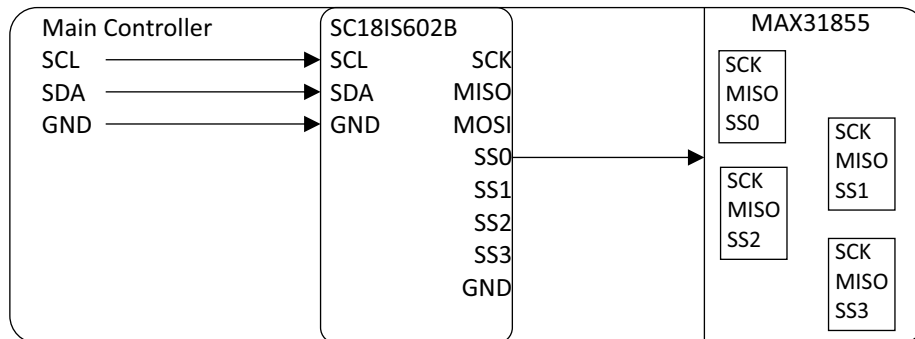 Main Controller
SCL
SDA
GND
SC18IS602B
SCL
SDA
GND
SCK
MISO
MOSI
SS0
SS1
SS2
SS3
GND
MAX31855
SCK
MISO
SS0
SCK
MISO
SS1
SCK
MISO
SS2
SCK
MISO
SS3